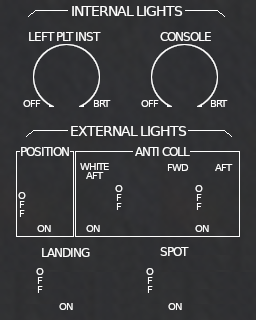 INTERNAL LIGHTS
LEFT PLT INST CONSOLE
OFF BRT OFF BRT
EXTERNAL LIGHTS
POSITION ANTI COLL
WHITE AFT FWD AFT
OFF OFF OFF
ON ON ON
LANDING SPOT
OFF OFF
ON ON